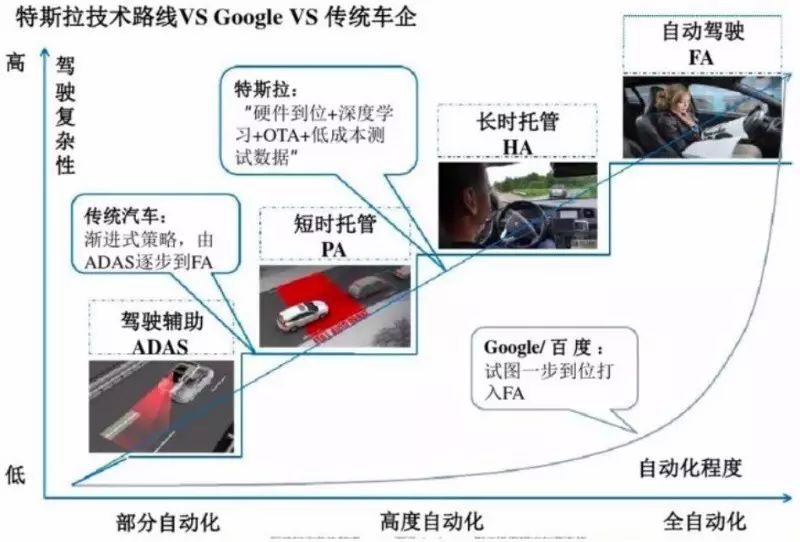 特斯拉技术路线VS Google VS 传统车企
高
驾驶复杂性
自动驾驶
FA
特斯拉：
"硬件到位+深度学
习+OTA+低成本测
试数据"
长时托管
HA
传统汽车：
渐进式策略，由
ADAS逐步到FA
短时托管
PA
驾驶辅助
ADAS
Google/ 百度：
试图一步到位打
入FA
低
自动化程度
部分自动化
高度自动化
全自动化